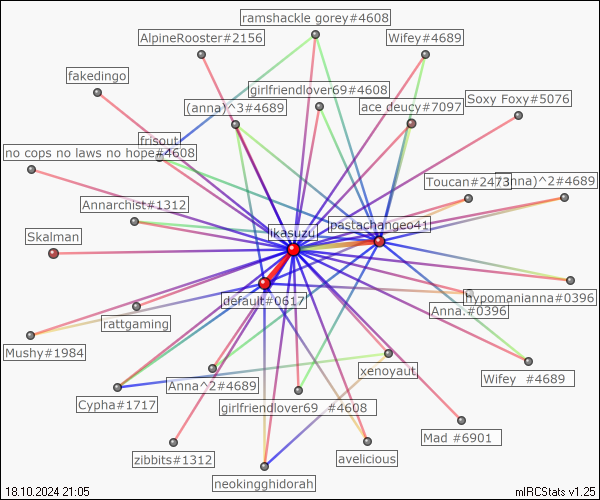 ramshackle gorey#4608
AlpineRooster#2156
Wifey#4689
fakedingo
girlfriendlover69#4608
Soxy Foxy#5076
(anna)^3#4689
ace deucy#7097
frisout
no cops no laws no hope#4608
Toucan#2473
nna)^2#4689
Annarchist#1312
pastachangeo41
ikasuzu
Skalman
default#0617
hypomanianna#0396
Anna.#0396
rattgaming
Mushy#1984
xenoyaut
Anna^2#4689
Wifey #4689
Cypha#1717
girlfriendlover69 #4608
Mad #6901
avelicious
zibbits#1312
neokingghidorah
18.10.2024 21:05
mIRCStats v1.25